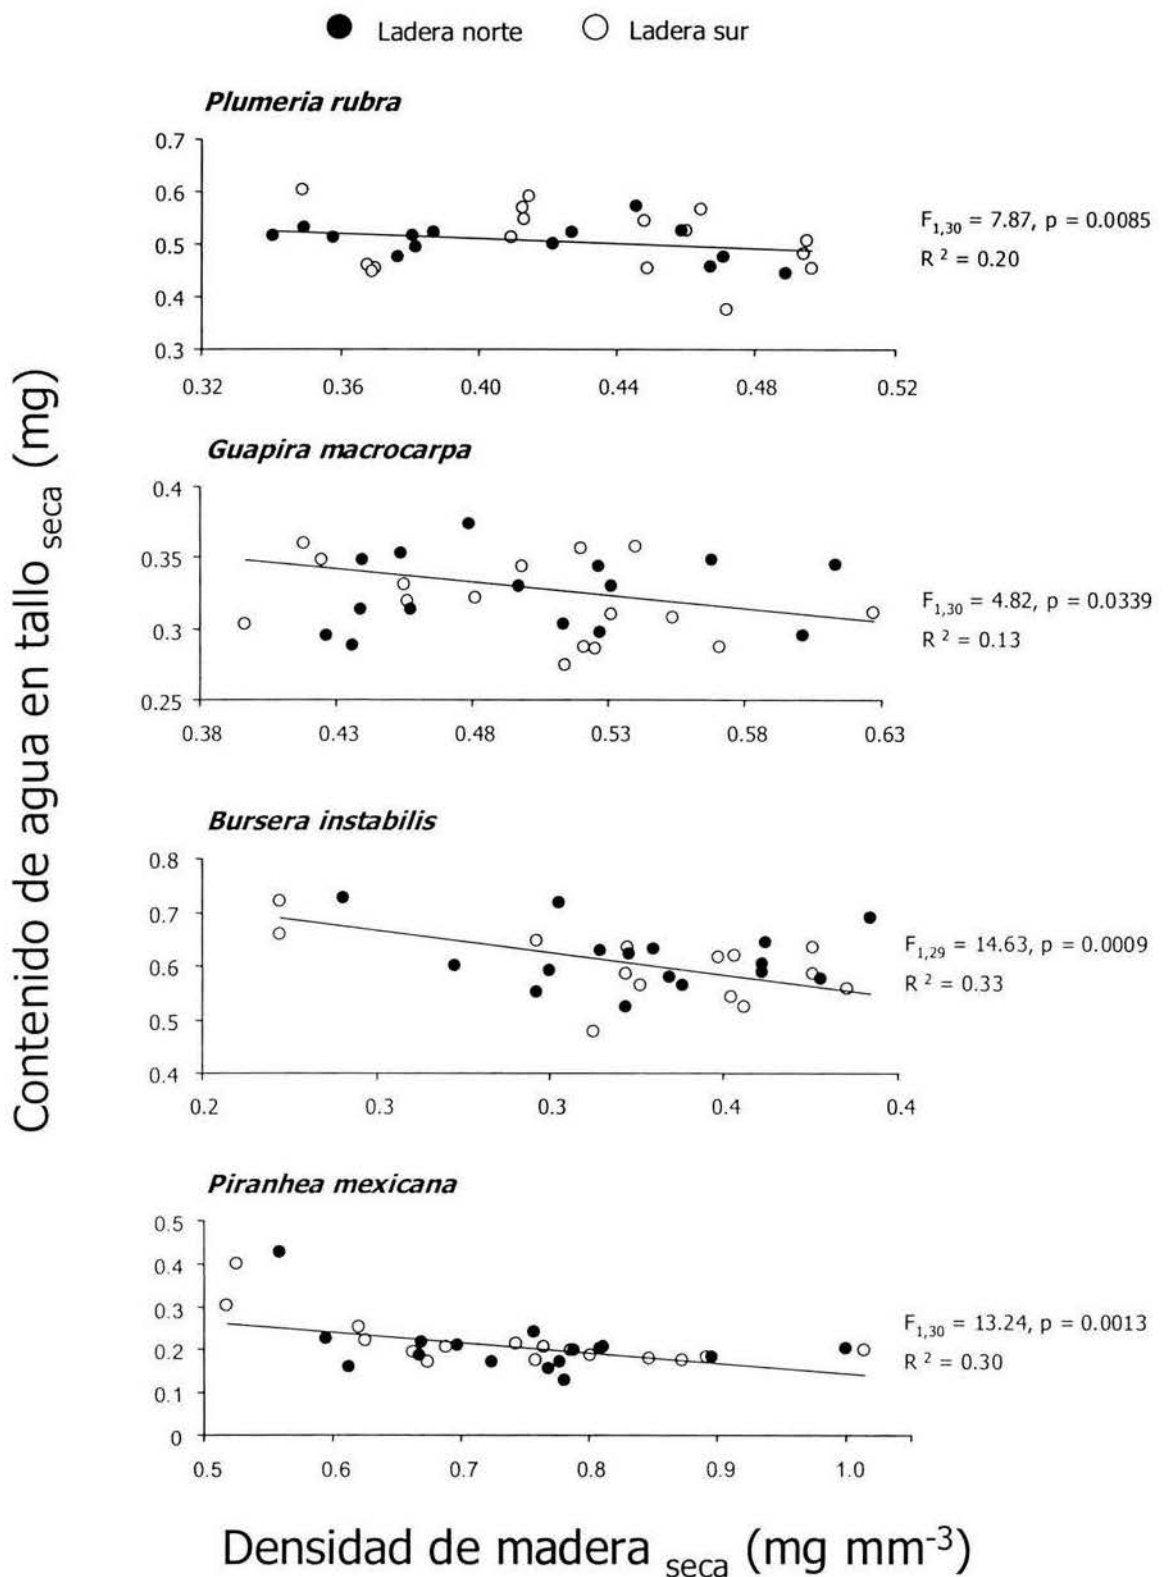 Ladera norte Ladera sur
Plumeria rubra
0.7
0.6
0.5
0.4
0.3
0.32 0.36 0.40 0.44 0.48 0.52
F1,30 = 7.87, p = 0.0085
R 2 = 0.20
Guapira macrocarpa
0.4
0.35
0.3
0.25
0.38 0.43 0.48 0.53 0.58 0.63
F1,30 = 4.82, p = 0.0339
R 2 = 0.13
Contenido de agua en tallo seca (mg)
Bursera instabilis
0.8
0.7
0.6
0.5
0.4
0.2 0.3 0.3 0.4 0.4
F1,29 = 14.63, p = 0.0009
R 2 = 0.33
Piranhea mexicana
0.5
0.4
0.3
0.2
0.1
0
0.5 0.6 0.7 0.8 0.9 1.0
F1,30 = 13.24, p = 0.0013
R 2 = 0.30
Densidad de madera seca (mg mm-3)